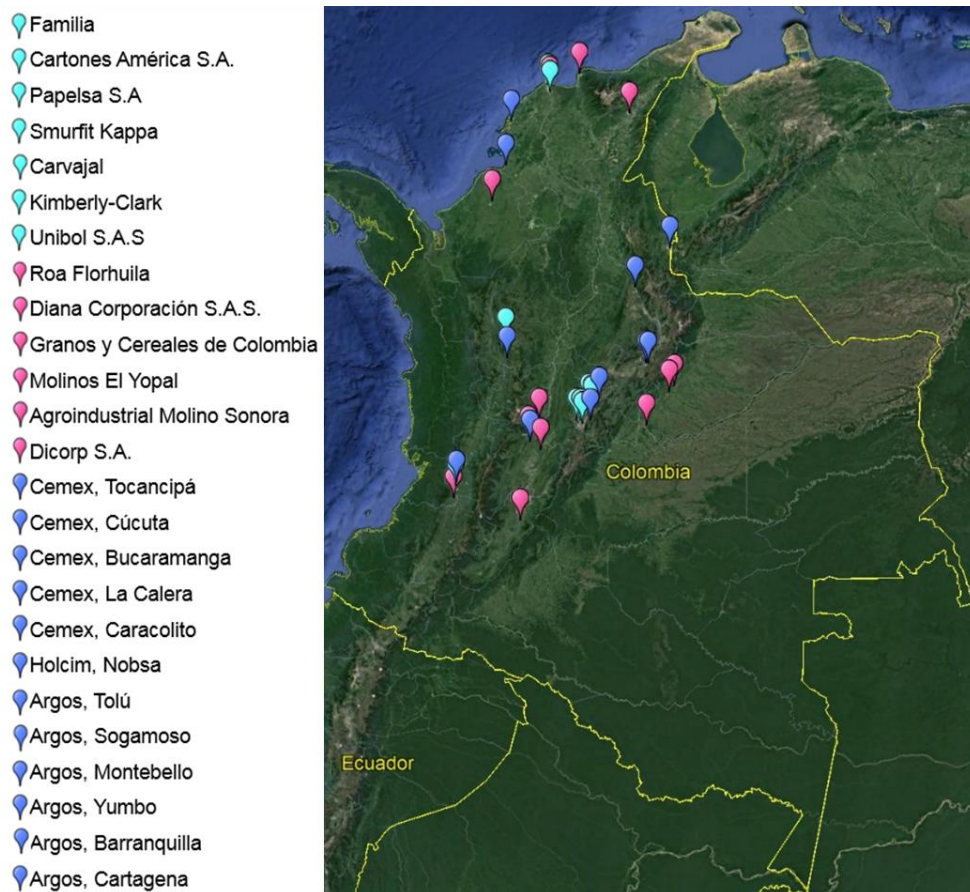 Familia
Cartones América S.A.
Papelsa S.A
Smurfit Kappa
Carvajal
Kimberly-Clark
Unibol S.A.S
Roa Florhuila
Diana Corporación S.A.S.
Granos y Cereales de Colombia
Molinos El Yopal
Agroindustrial Molino Sonora
Dicorp S.A.
Cemex, Tocancipá
Cemex, Cúcuta
Cemex, Bucaramanga
Cemex, La Calera
Cemex, Caracolito
Holcim, Nobsa
Argos, Tolú
Argos, Sogamoso
Argos, Montebello
Argos, Yumbo
Argos, Barranquilla
Argos, Cartagena
Colombia
Ecuador